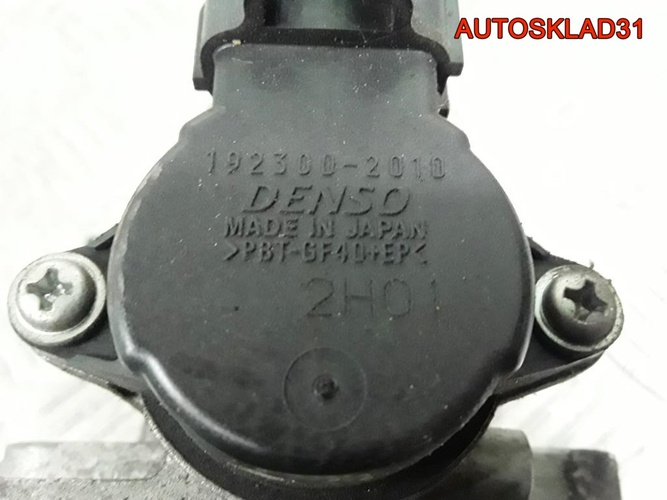 AUTOSKLAD31
192300-2010
DENSO
MADE IN JAPAN
>PBT-GF40+EP<
2H01